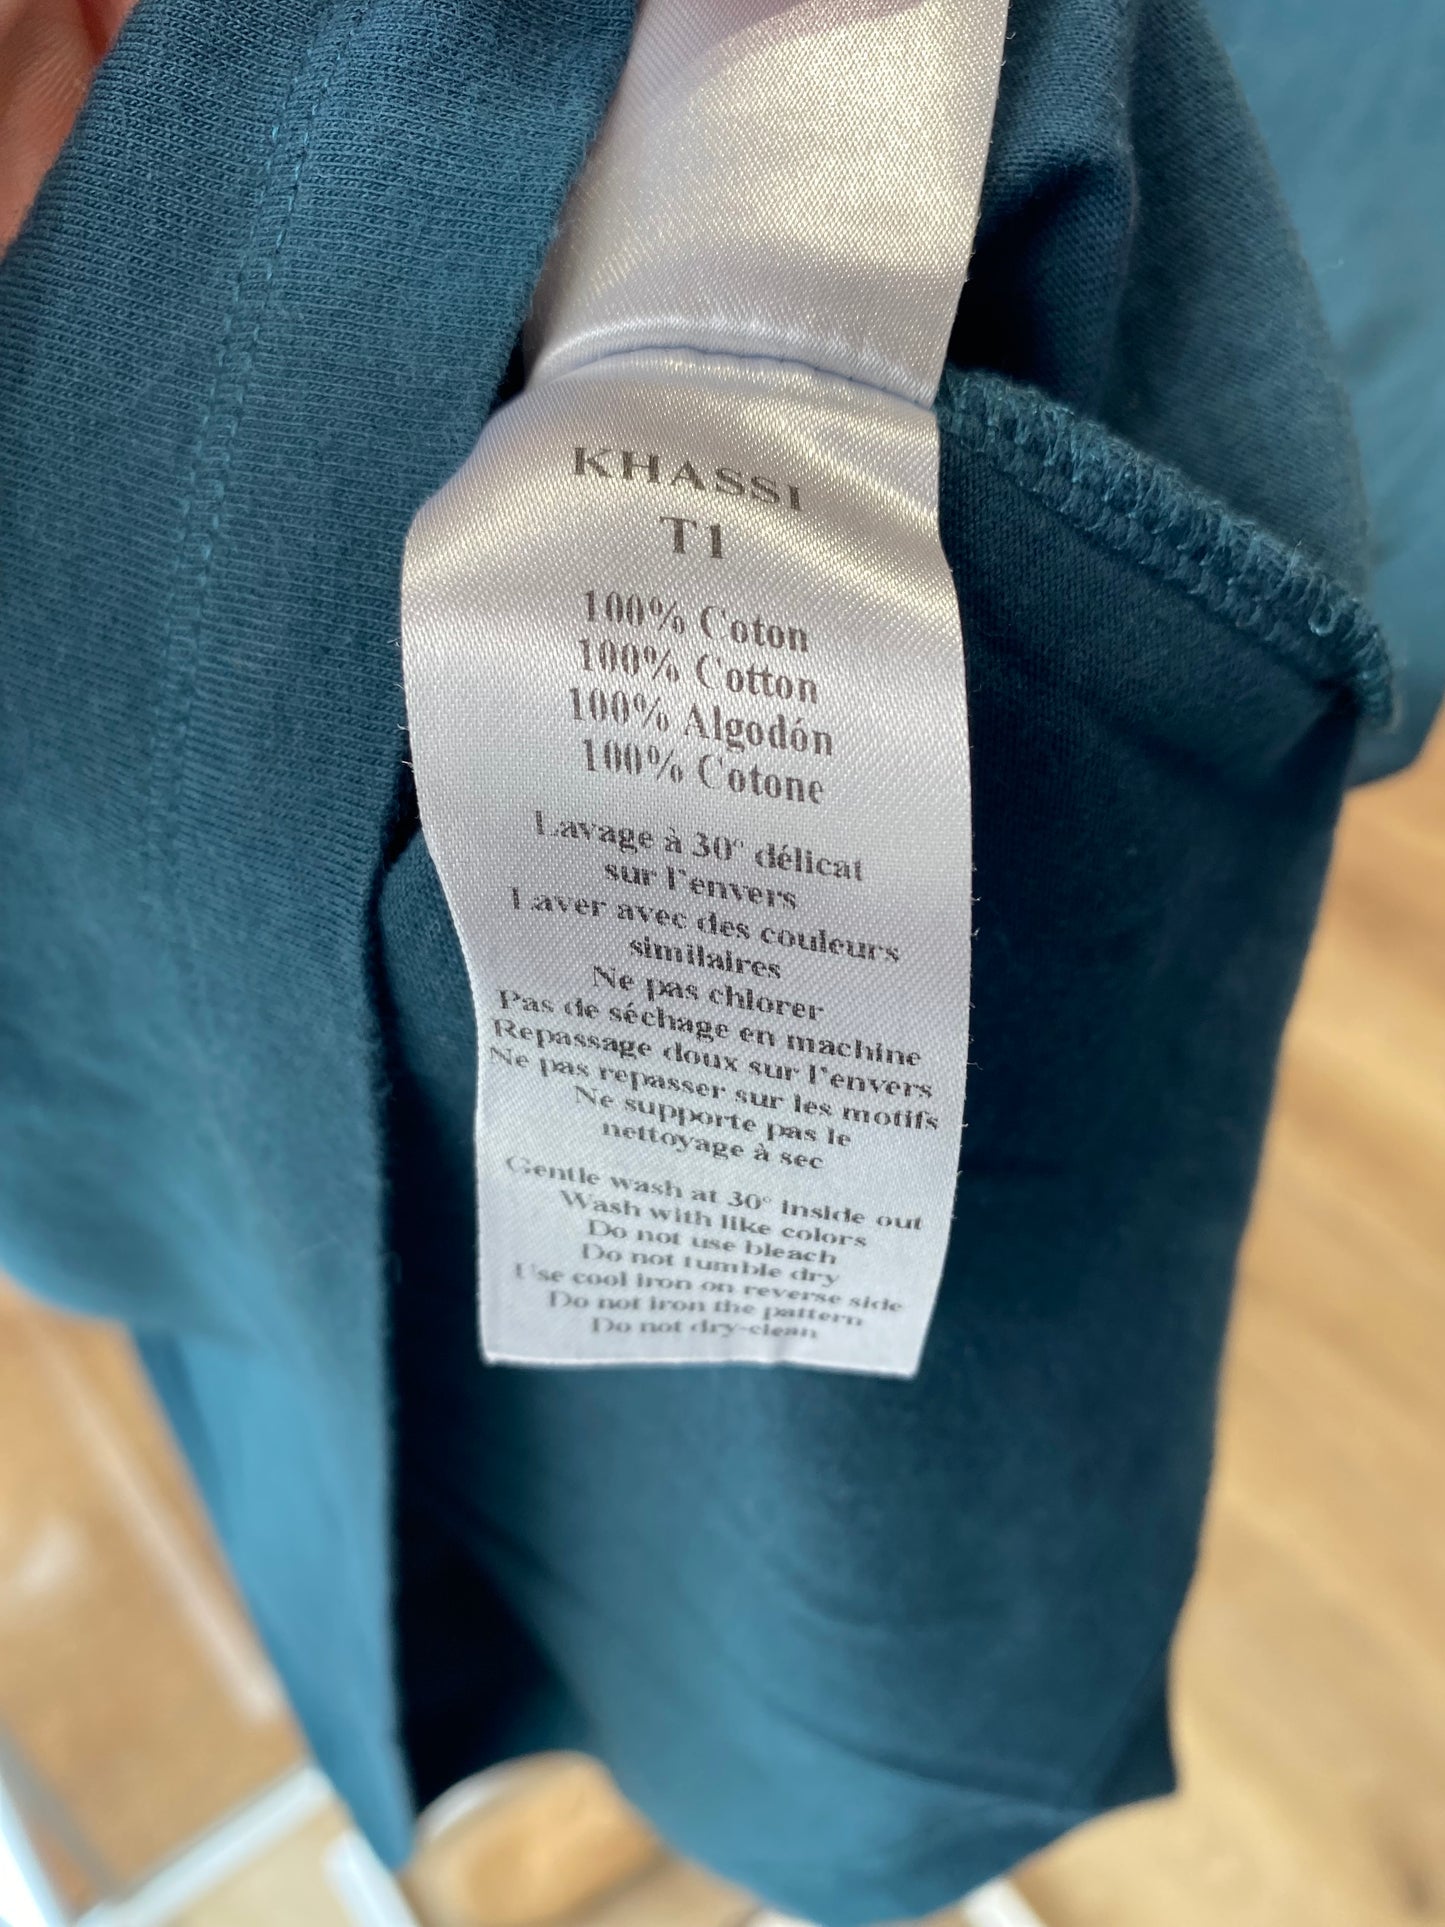 KHASSI
T1
100% Coton
100% Cotton
100% Algodón
100% Cotone
Lavage à 30° délicat
sur l'envers
Laver avec des couleurs
similaires
Ne pas chlorer
Pas de séchage en machine
Repassage doux sur l'envers
Ne pas repasser sur les motifs
Ne supporte pas le
nettoyage à sec
Gentle wash at 30° inside out
Wash with like colors
Do not use bleach
Do not tumble dry
Use cool iron on reverse side
Do not iron the pattern
Do not dry-clean